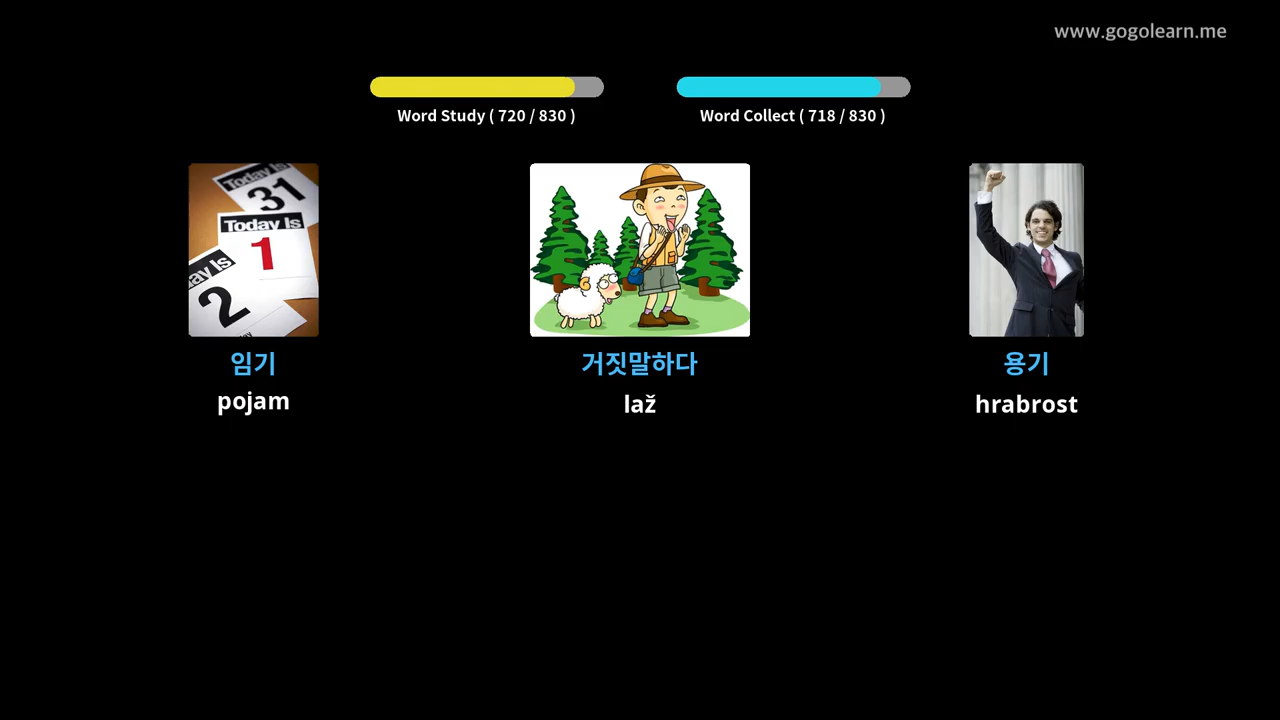 www.gogolearn.me
Word Study ( 720 / 830 )
Word Collect ( 718 / 830 )
Today Is
31
Today Is
1
ay Is
2
임기
거짓말하다
용기
pojam
laž
hrabrost